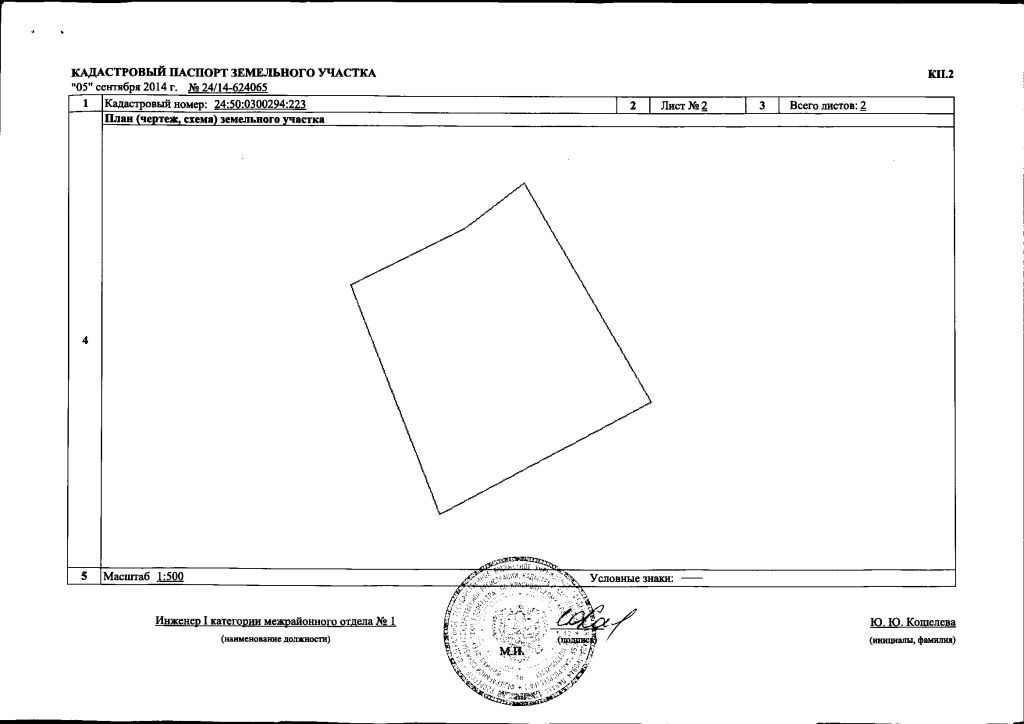 КАДАСТРОВЫЙ ПАСПОРТ ЗЕМЕЛЬНОГО УЧАСТКА
КП.2
"05" сентября 2014 г. № 24/14-624065
1 Кадастровый номер: 24:50:0300294:223 2 Лист № 2 3 Всего листов: 2
План (чертеж, схема) земельного участка
4
5 Масштаб 1:500 Условные знаки:
Инженер I категории межрайонного отдела № 1 Ю. Ю. Кошелева
(наименование должности) (подпись) (инициалы, фамилия)
М.П.